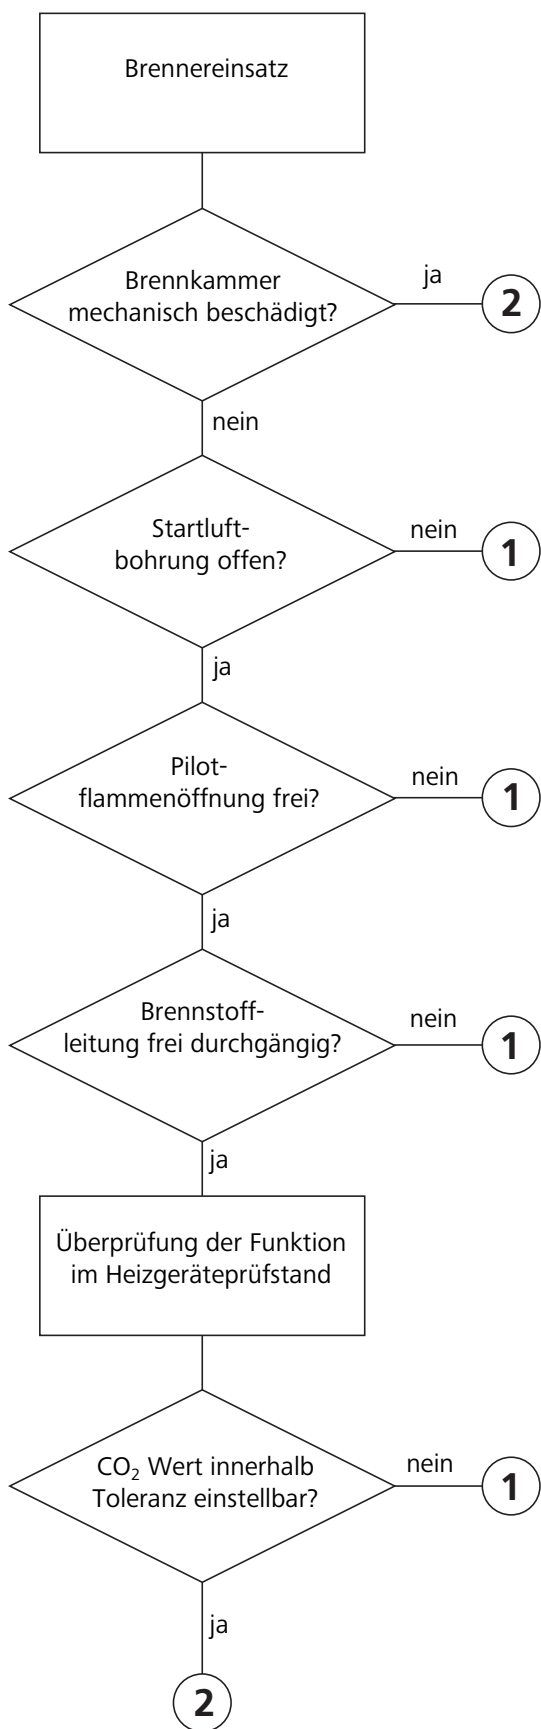 Brennereinsatz
Brennkammer
mechanisch beschädigt?
ja
2
nein
Startluft-
bohrung offen?
nein
1
ja
Pilot-
flammenöffnung frei?
nein
1
ja
Brennstoff-
leitung frei durchgängig?
nein
1
ja
Überprüfung der Funktion
im Heizgeräteprüfstand
CO₂ Wert innerhalb
Toleranz einstellbar?
nein
1
ja
2